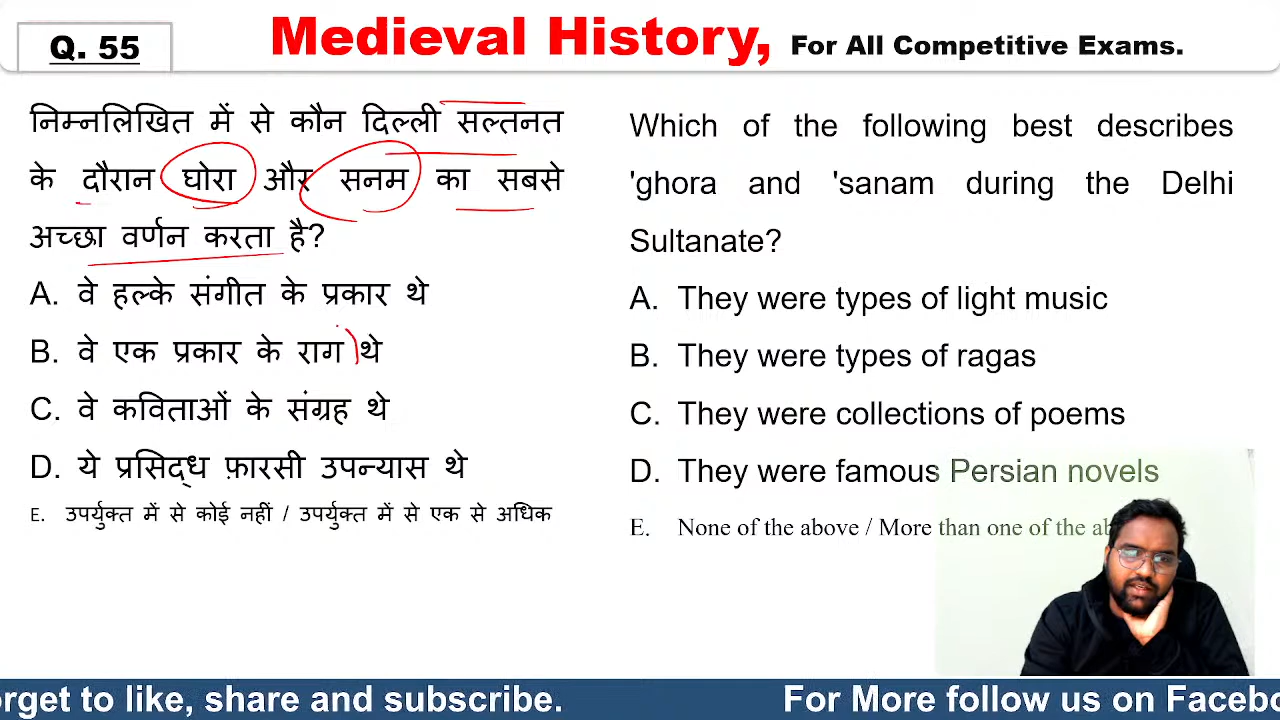 Q. 55
Medieval History, For All Competitive Exams.
निम्नलिखित में से कौन दिल्ली सल्तनत
के दौरान घोरा और सनम का सबसे
अच्छा वर्णन करता है?
A. वे हल्के संगीत के प्रकार थे
B. वे एक प्रकार के राग थे
C. वे कविताओं के संग्रह थे
D. ये प्रसिद्ध फ़ारसी उपन्यास थे
E. उपर्युक्त में से कोई नहीं / उपर्युक्त में से एक से अधिक
Which of the following best describes
'ghora and 'sanam during the Delhi
Sultanate?
A. They were types of light music
B. They were types of ragas
C. They were collections of poems
D. They were famous Persian novels
E. None of the above / More than one of the
orget to like, share and subscribe.
For More follow us on